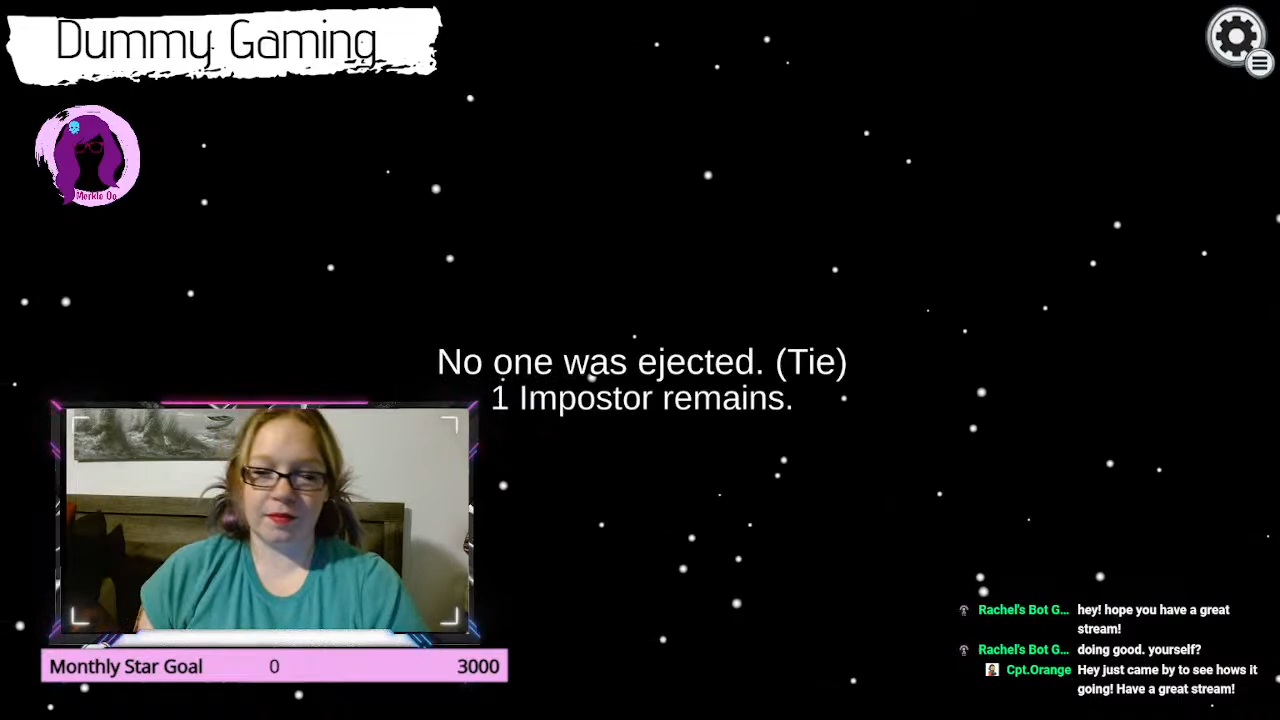 Dummy Gaming
Merkle Oo
No one was ejected. (Tie)
1 Impostor remains.
Monthly Star Goal 0 3000
Rachel's Bot G... hey! hope you have a great
stream!
Rachel's Bot G... doing good. yourself?
Cpt.Orange Hey just came by to see hows it
going! Have a great stream!